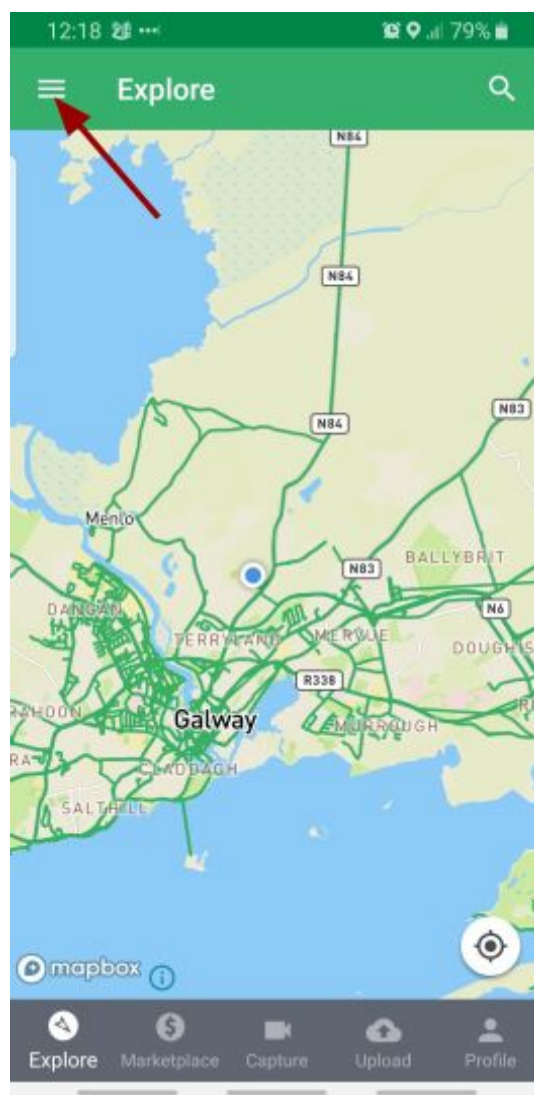 12:18 79%
Explore
N84
N84
N83
N84
Menlo
N83
BALLYBRIT
DANGAN
N6
TERRYLAND
MERVUE
DOUGHIS
R338
RAHOON
Galway
MURROUGH
CLADDAGH
SALTHILL
mapbox
Explore Marketplace Capture Upload Profile